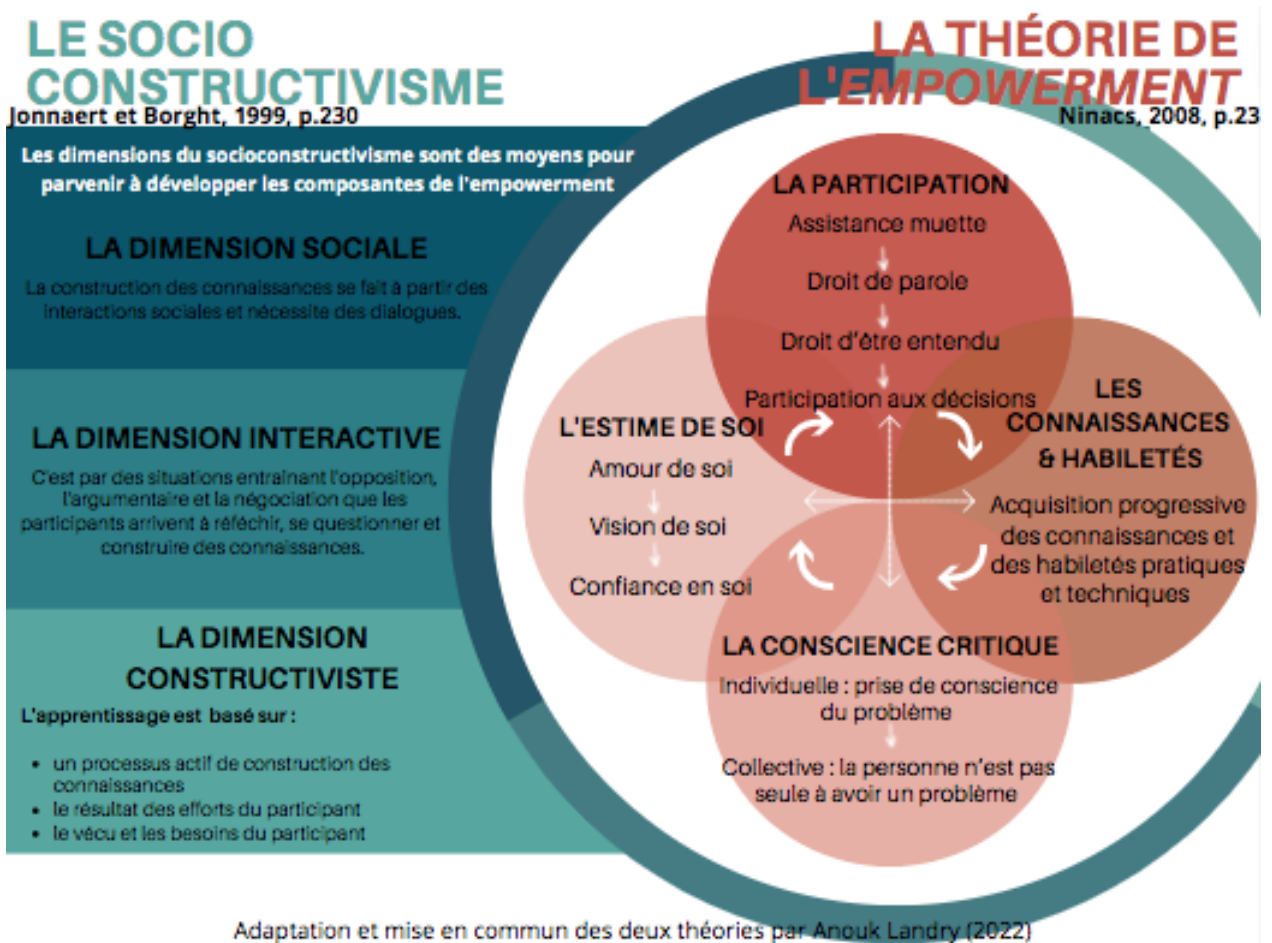 LE SOCIO
CONSTRUCTIVISME
Jonnaert et Borght, 1999, p.230
Les dimensions du socioconstructivisme sont des moyens pour
parvenir à développer les composantes de l'empowerment
LA DIMENSION SOCIALE
La construction des connaissances se fait à partir des
interactions sociales et nécessite des dialogues.
LA DIMENSION INTERACTIVE
C'est par des situations entraînant l'opposition,
l'argumentaire et la négociation que les
participants arrivent à réféchir, se questionner et
construire des connaissances.
LA DIMENSION
CONSTRUCTIVISTE
L'apprentissage est basé sur :
• un processus actif de construction des
connaissances
• le résultat des efforts du participant
• le vécu et les besoins du participant
LA THÉORIE DE
L'EMPOWERMENT
Ninacs, 2008, p.23
LA PARTICIPATION
Assistance muette
Droit de parole
Droit d'être entendu
Participation aux décisions
L'ESTIME DE SOI
Amour de soi
Vision de soi
Confiance en soi
LES
CONNAISSANCES
& HABILETÉS
Acquisition progressive
des connaissances et
des habiletés pratiques
et techniques
LA CONSCIENCE CRITIQUE
Individuelle : prise de conscience
du problème
Collective : la personne n'est pas
seule à avoir un problème
Adaptation et mise en commun des deux théories par Anouk Landry (2022)